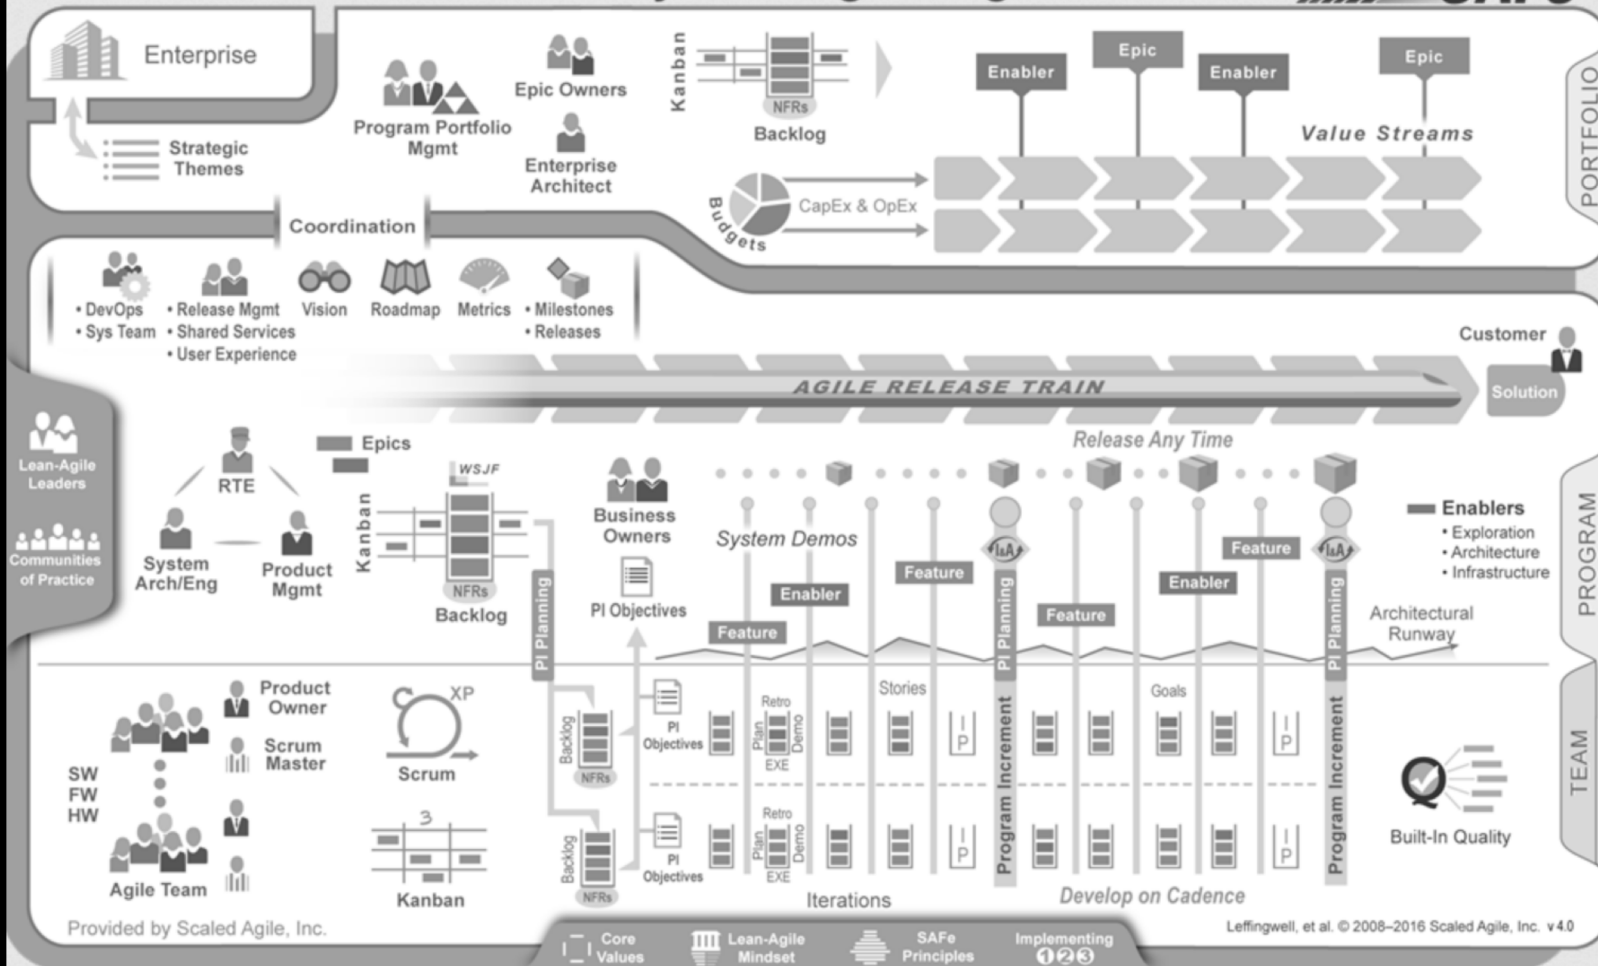 Enterprise
Strategic
Themes
Program Portfolio
Mgmt
Epic Owners
Enterprise
Architect
Kanban
NFRs
Backlog
Enabler
Epic
Enabler
Epic
Value Streams
Budgets
CapEx & OpEx
PORTFOLIO
Coordination
• DevOps
• Sys Team
• Release Mgmt
• Shared Services
• User Experience
Vision
Roadmap
Metrics
• Milestones
• Releases
Customer
Solution
AGILE RELEASE TRAIN
Release Any Time
Lean-Agile
Leaders
Communities
of Practice
RTE
System
Arch/Eng
Product
Mgmt
Epics
Kanban
WSJF
NFRs
Backlog
PI Planning
Business
Owners
PI Objectives
System Demos
Feature
Enabler
Feature
I&A
PI Planning
Feature
Enabler
Feature
I&A
PI Planning
Enablers
• Exploration
• Architecture
• Infrastructure
Architectural
Runway
PROGRAM
Product
Owner
Scrum
Master
SW
FW
HW
Agile Team
XP
Scrum
3
Kanban
Backlog
NFRs
PI
Objectives
Plan
Retro
Demo
EXE
Stories
I
P
Program Increment
Goals
I
P
Program Increment
Backlog
NFRs
PI
Objectives
Plan
Retro
Demo
EXE
I
P
I
P
Iterations
Develop on Cadence
Built-In Quality
TEAM
Provided by Scaled Agile, Inc.
Leffingwell, et al. © 2008–2016 Scaled Agile, Inc. v 4.0
Core
Values
Lean-Agile
Mindset
SAFe
Principles
Implementing
1 2 3